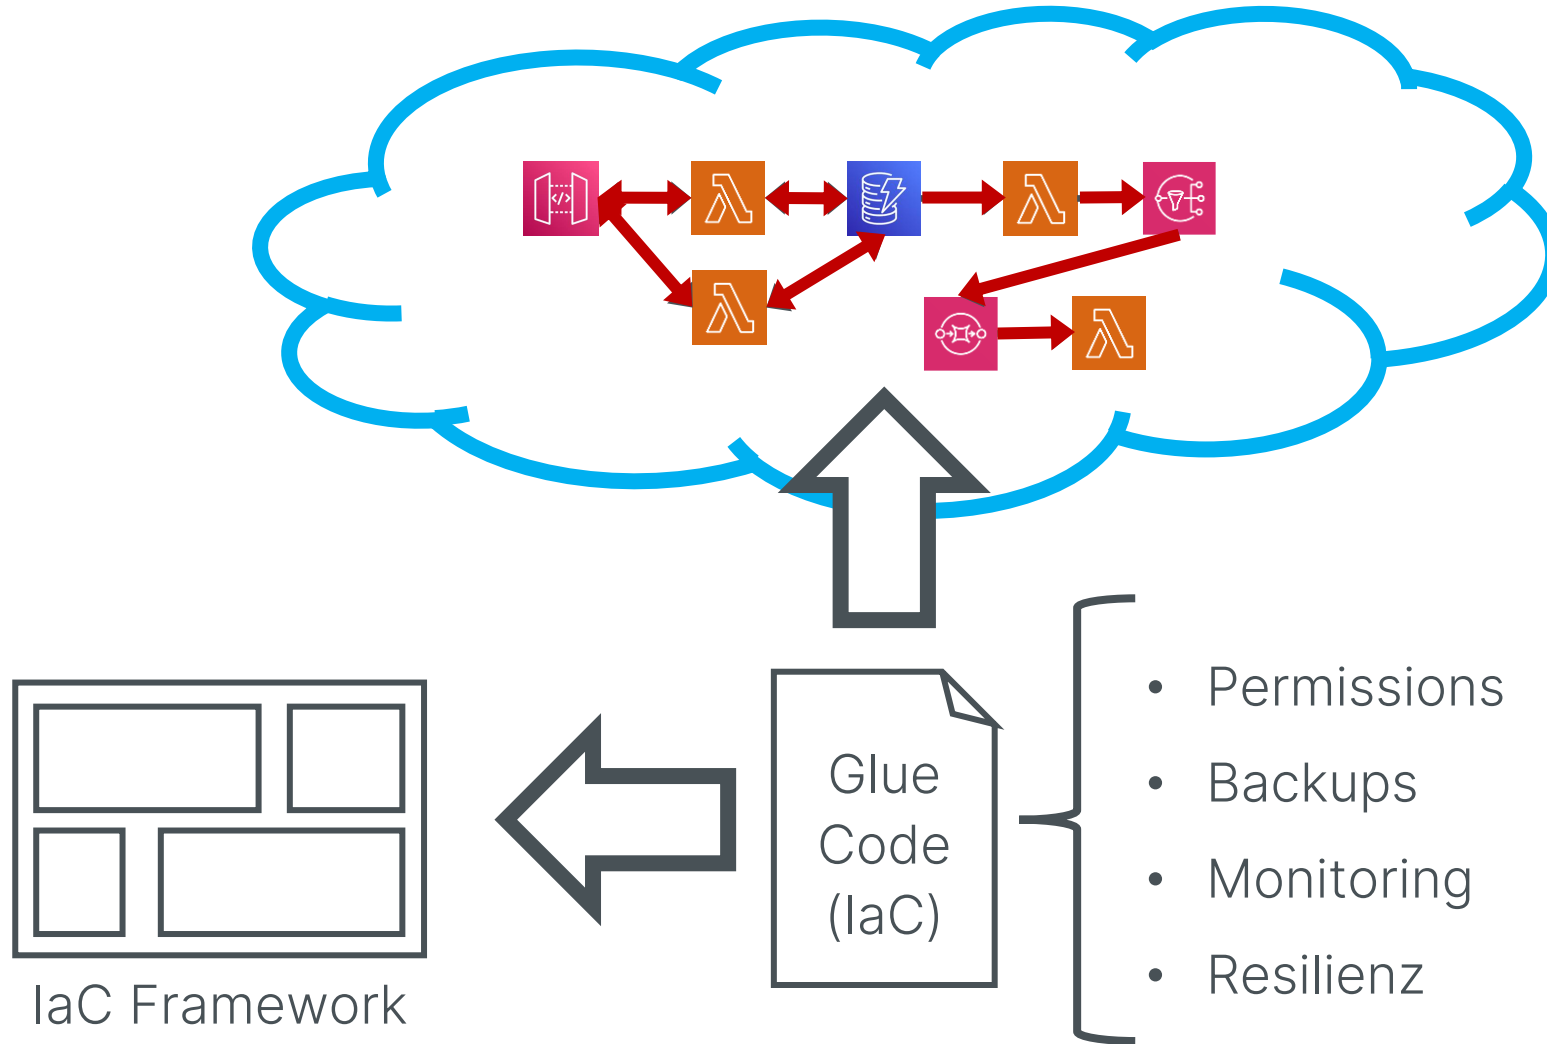 Glue
Code
(IaC)
• Permissions
• Backups
• Monitoring
• Resilienz
IaC Framework